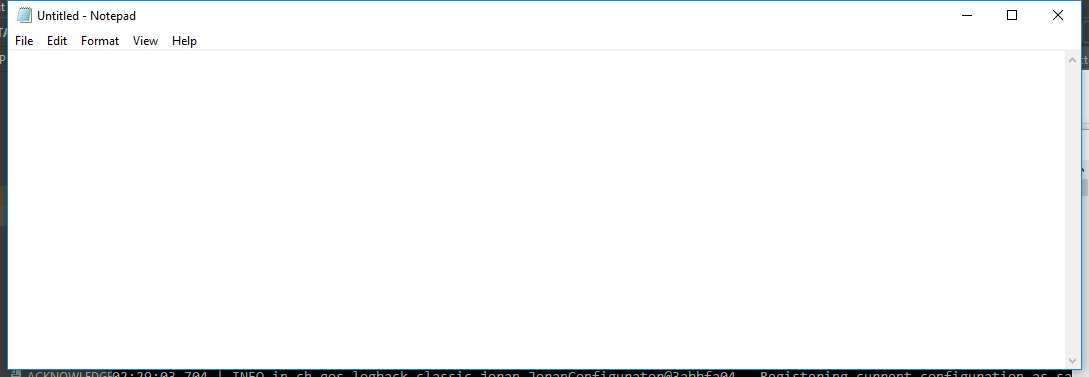 Untitled - Notepad
File Edit Format View Help
ACKNOWLEDGE02:29:03,704 | INFO in ch.qos.logback.classic.joran.JoranConfigurator@3abbfa04 - Registering current configuration as sa